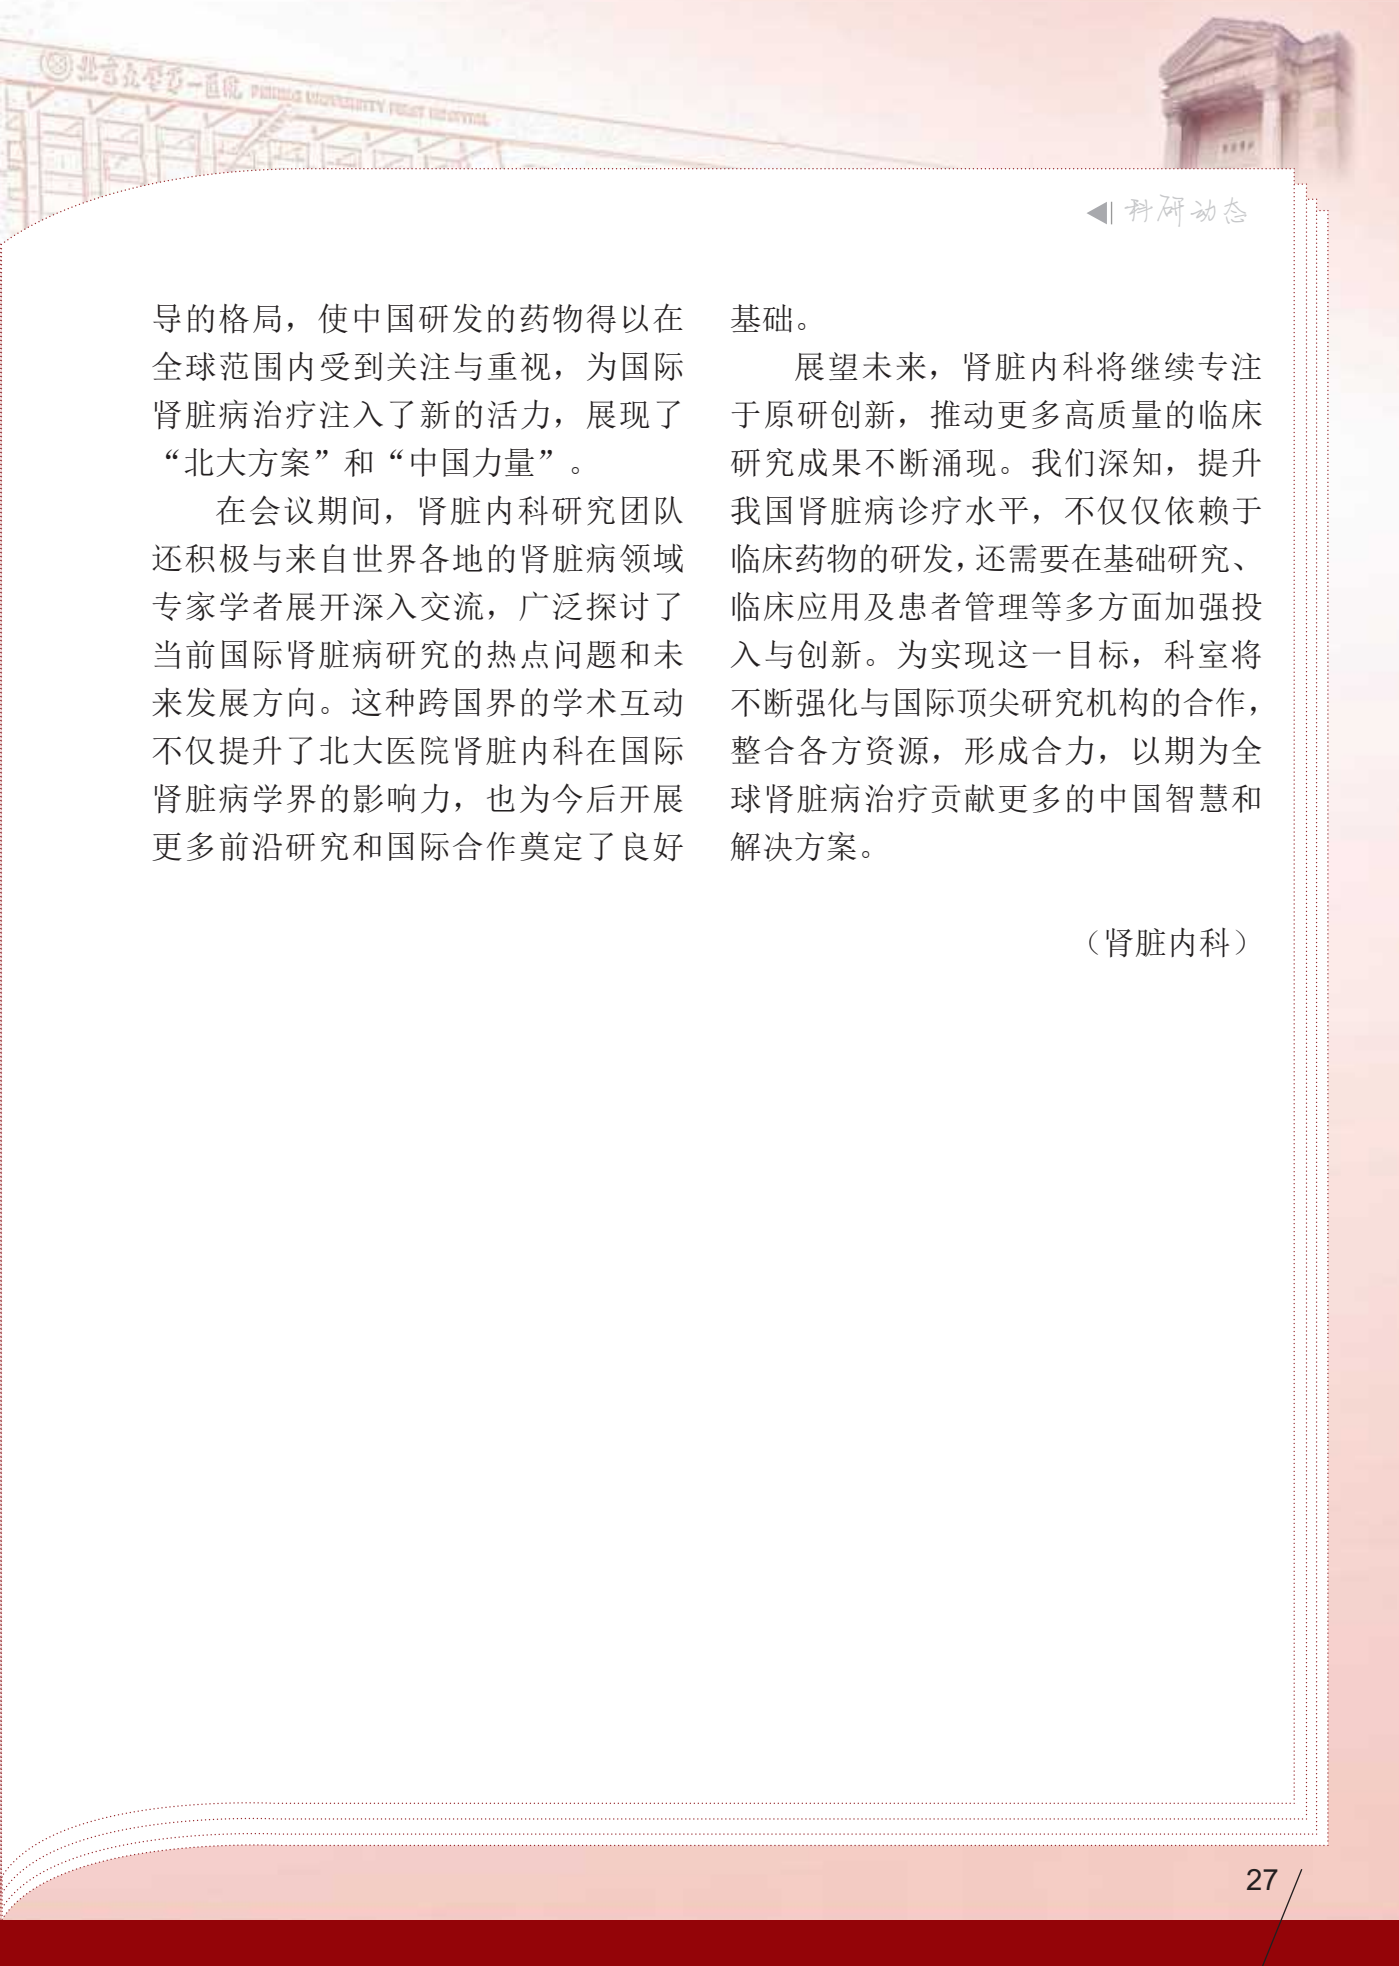 北京大学第一医院 PEKING UNIVERSITY FIRST HOSPITAL
科研动态
导的格局，使中国研发的药物得以在
全球范围内受到关注与重视，为国际
肾脏病治疗注入了新的活力，展现了
“北大方案”和“中国力量”。
在会议期间，肾脏内科研究团队
还积极与来自世界各地的肾脏病领域
专家学者展开深入交流，广泛探讨了
当前国际肾脏病研究的热点问题和未
来发展方向。这种跨国界的学术互动
不仅提升了北大医院肾脏内科在国际
肾脏病学界的影响力，也为今后开展
更多前沿研究和国际合作奠定了良好
基础。
展望未来，肾脏内科将继续专注
于原研创新，推动更多高质量的临床
研究成果不断涌现。我们深知，提升
我国肾脏病诊疗水平，不仅仅依赖于
临床药物的研发，还需要在基础研究、
临床应用及患者管理等多方面加强投
入与创新。为实现这一目标，科室将
不断强化与国际顶尖研究机构的合作，
整合各方资源，形成合力，以期为全
球肾脏病治疗贡献更多的中国智慧和
解决方案。
（肾脏内科）
27